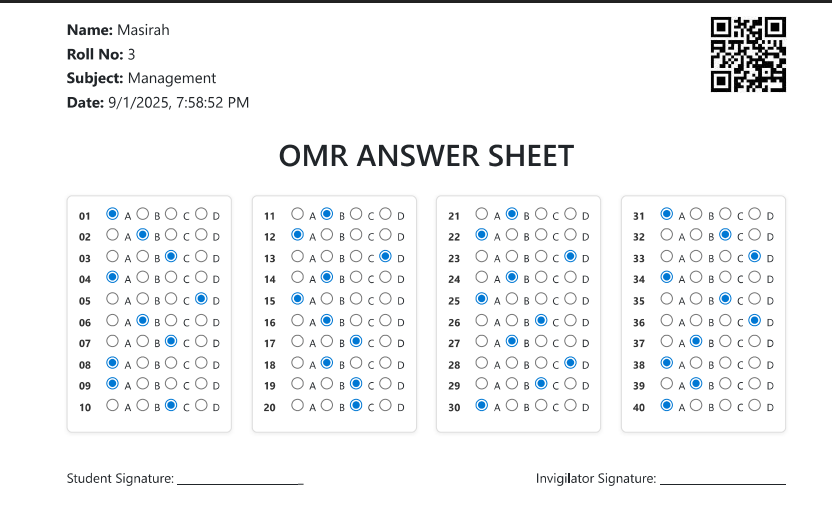 Name: Masirah
Roll No: 3
Subject: Management
Date: 9/1/2025, 7:58:52 PM
OMR ANSWER SHEET
01 A B C D
02 A B C D
03 A B C D
04 A B C D
05 A B C D
06 A B C D
07 A B C D
08 A B C D
09 A B C D
10 A B C D
11 A B C D
12 A B C D
13 A B C D
14 A B C D
15 A B C D
16 A B C D
17 A B C D
18 A B C D
19 A B C D
20 A B C D
21 A B C D
22 A B C D
23 A B C D
24 A B C D
25 A B C D
26 A B C D
27 A B C D
28 A B C D
29 A B C D
30 A B C D
31 A B C D
32 A B C D
33 A B C D
34 A B C D
35 A B C D
36 A B C D
37 A B C D
38 A B C D
39 A B C D
40 A B C D
Student Signature: __________________
Invigilator Signature: __________________